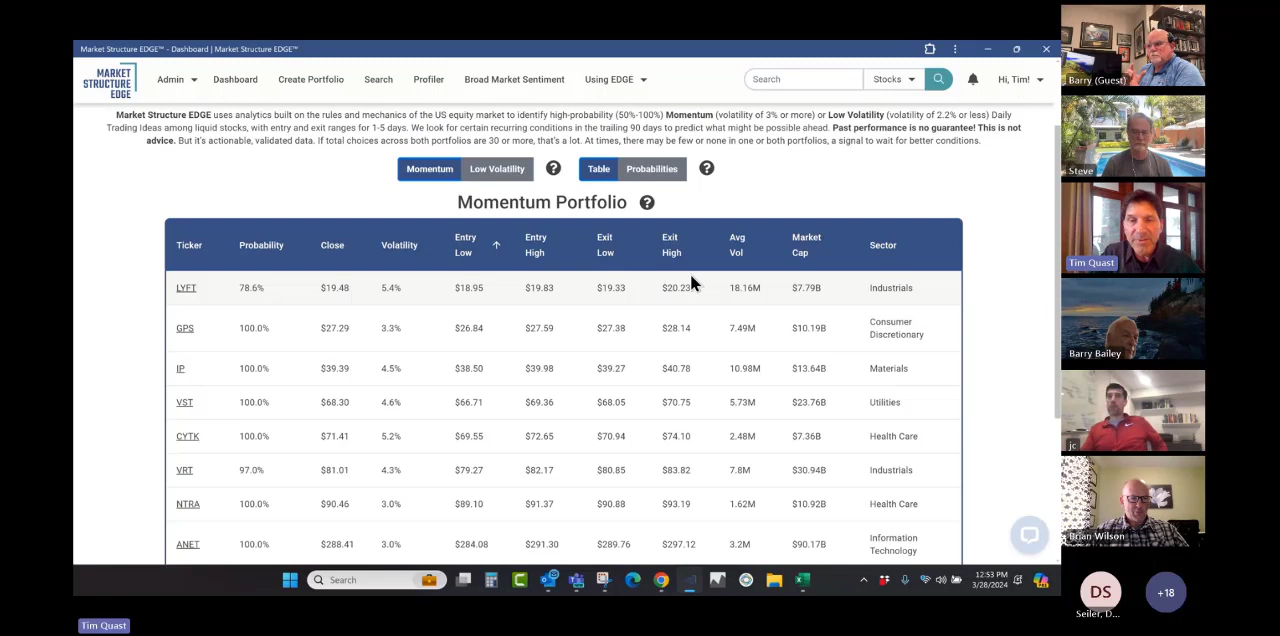 Market Structure EDGE™ - Dashboard | Market Structure EDGE™
MARKET
STRUCTURE
EDGE
Admin Dashboard Create Portfolio Search Profiler Broad Market Sentiment Using EDGE Search Stocks Hi, Tim!
Market Structure EDGE uses analytics built on the rules and mechanics of the US equity market to identify high-probability (50%-100%) Momentum (volatility of 3% or more) or Low Volatility (volatility of 2.2% or less) Daily
Trading Ideas among liquid stocks, with entry and exit ranges for 1-5 days. We look for certain recurring conditions in the trailing 90 days to predict what might be possible ahead. Past performance is no guarantee! This is not
advice. But it's actionable, validated data. If total choices across both portfolios are 30 or more, that's a lot. At times, there may be few or none in one or both portfolios, a signal to wait for better conditions.
Momentum Low Volatility ? Table Probabilities ?
Momentum Portfolio ?
Ticker Probability Close Volatility Entry Low Entry High Exit Low Exit High Avg Vol Market Cap Sector
LYFT 78.6% $19.48 5.4% $18.95 $19.83 $19.33 $20.23 18.16M $7.79B Industrials
GPS 100.0% $27.29 3.3% $26.84 $27.59 $27.38 $28.14 7.49M $10.19B Consumer Discretionary
IP 100.0% $39.39 4.5% $38.50 $39.98 $39.27 $40.78 10.98M $13.64B Materials
VST 100.0% $68.30 4.6% $66.71 $69.36 $68.05 $70.75 5.73M $23.76B Utilities
CYTK 100.0% $71.41 5.2% $69.55 $72.65 $70.94 $74.10 2.48M $7.36B Health Care
VRT 97.0% $81.01 4.3% $79.27 $82.17 $80.85 $83.82 7.8M $30.94B Industrials
NTRA 100.0% $90.46 3.0% $89.10 $91.37 $90.88 $93.19 1.62M $10.92B Health Care
ANET 100.0% $288.41 3.0% $284.08 $291.30 $289.76 $297.12 3.2M $90.17B Information Technology
Search
12:53 PM
3/28/2024
Barry (Guest)
Steve
Tim Quast
Barry Bailey
jc
Brian Wilson
DS
Seiler, D...
+18
Tim Quast